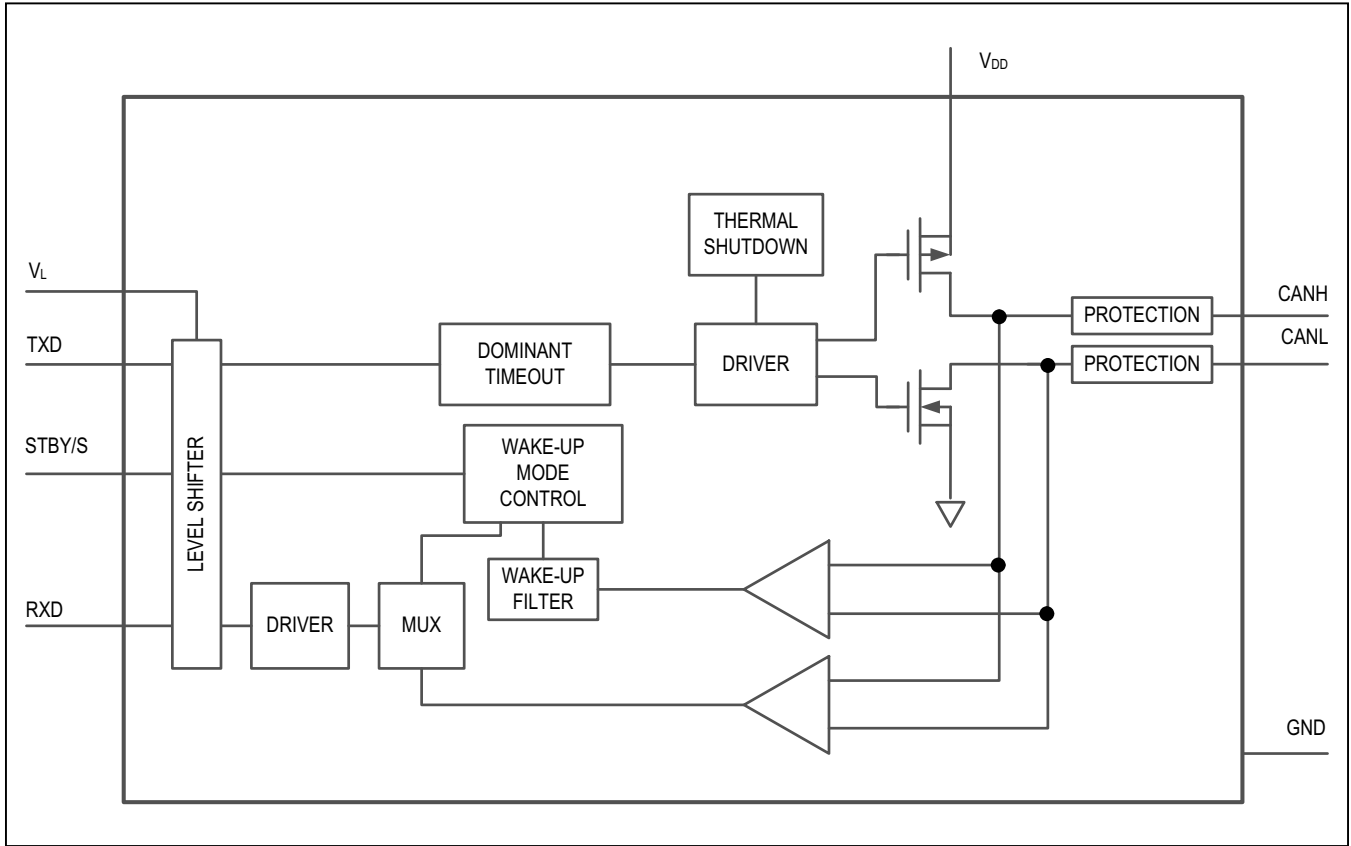 VDD
THERMAL
SHUTDOWN
VL
CANH
PROTECTION
TXD
CANL
DOMINANT
TIMEOUT
DRIVER
PROTECTION
STBY/S
LEVEL SHIFTER
WAKE-UP
MODE
CONTROL
WAKE-UP
FILTER
RXD
DRIVER
MUX
GND